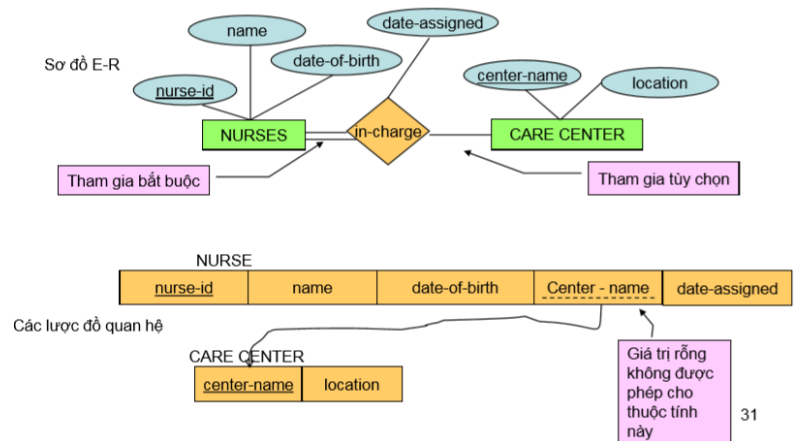 date-assigned
name
Sơ đồ E-R
date-of-birth
nurse-id
center-name
location
NURSES
in-charge
CARE CENTER
Tham gia bắt buộc
Tham gia tùy chọn
NURSE
nurse-id name date-of-birth Center - name date-assigned
Các lược đồ quan hệ
CARE CENTER
center-name location
Giá trị rỗng
không được
phép cho
thuộc tính
này
31